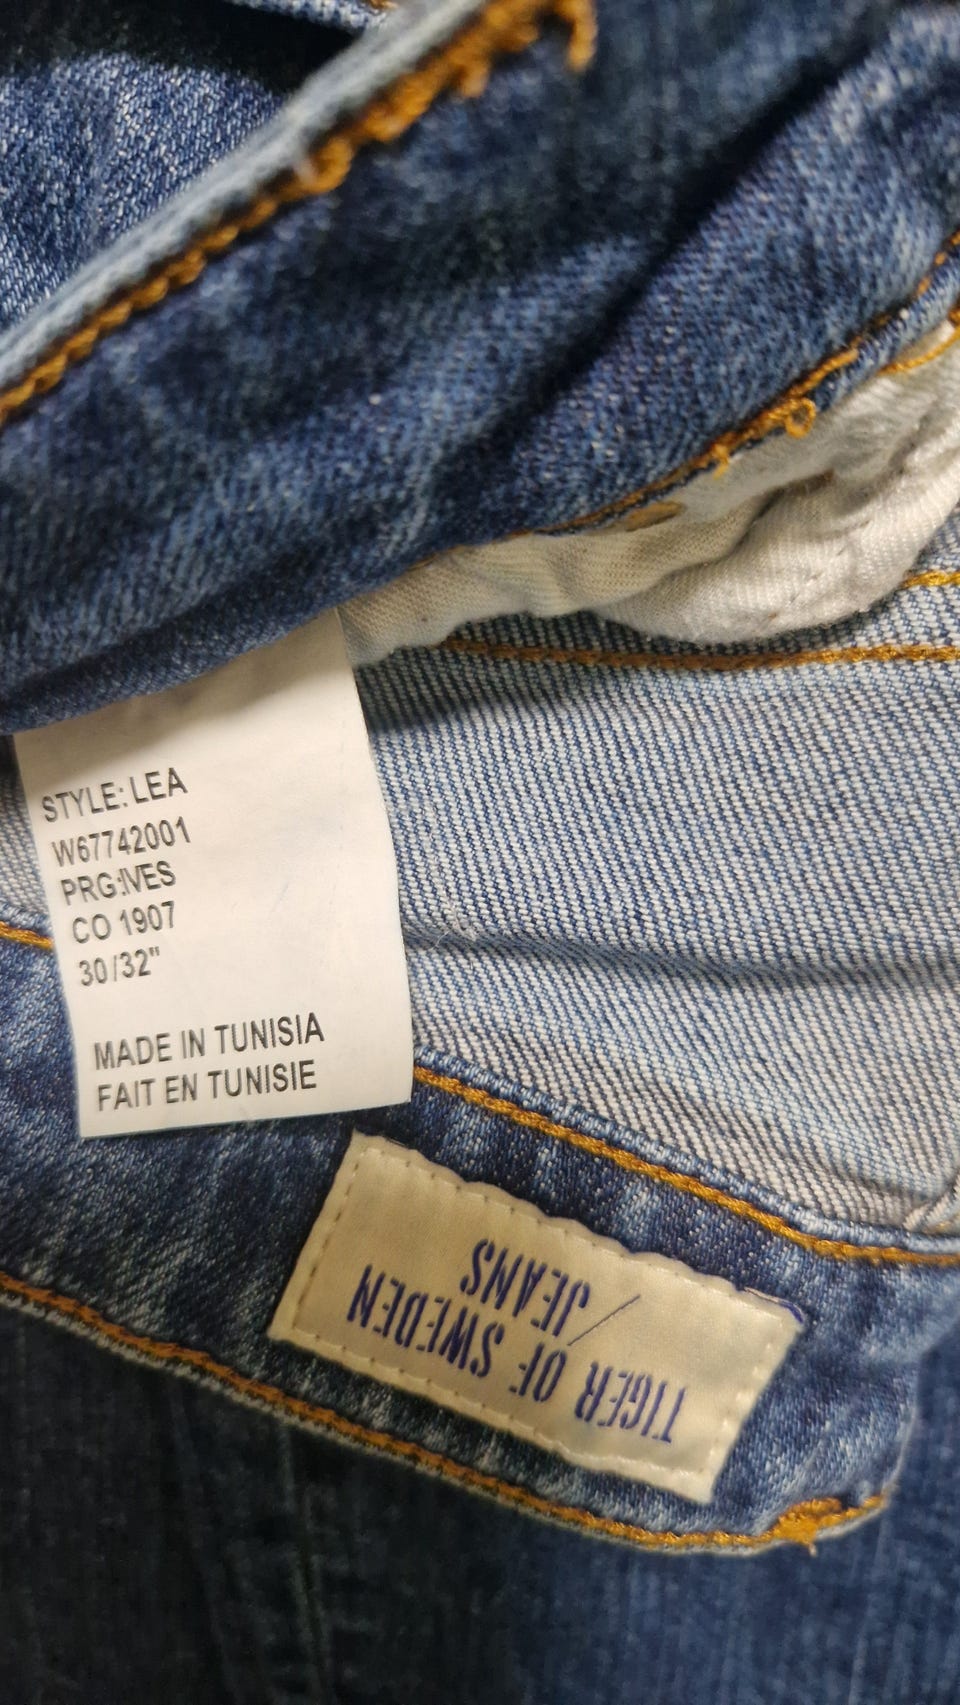 STYLE: LEA
W67742001
PRG:IVES
CO 1907
30/32"
MADE IN TUNISIA
FAIT EN TUNISIE
TIGER OF SWEDEN
/JEANS